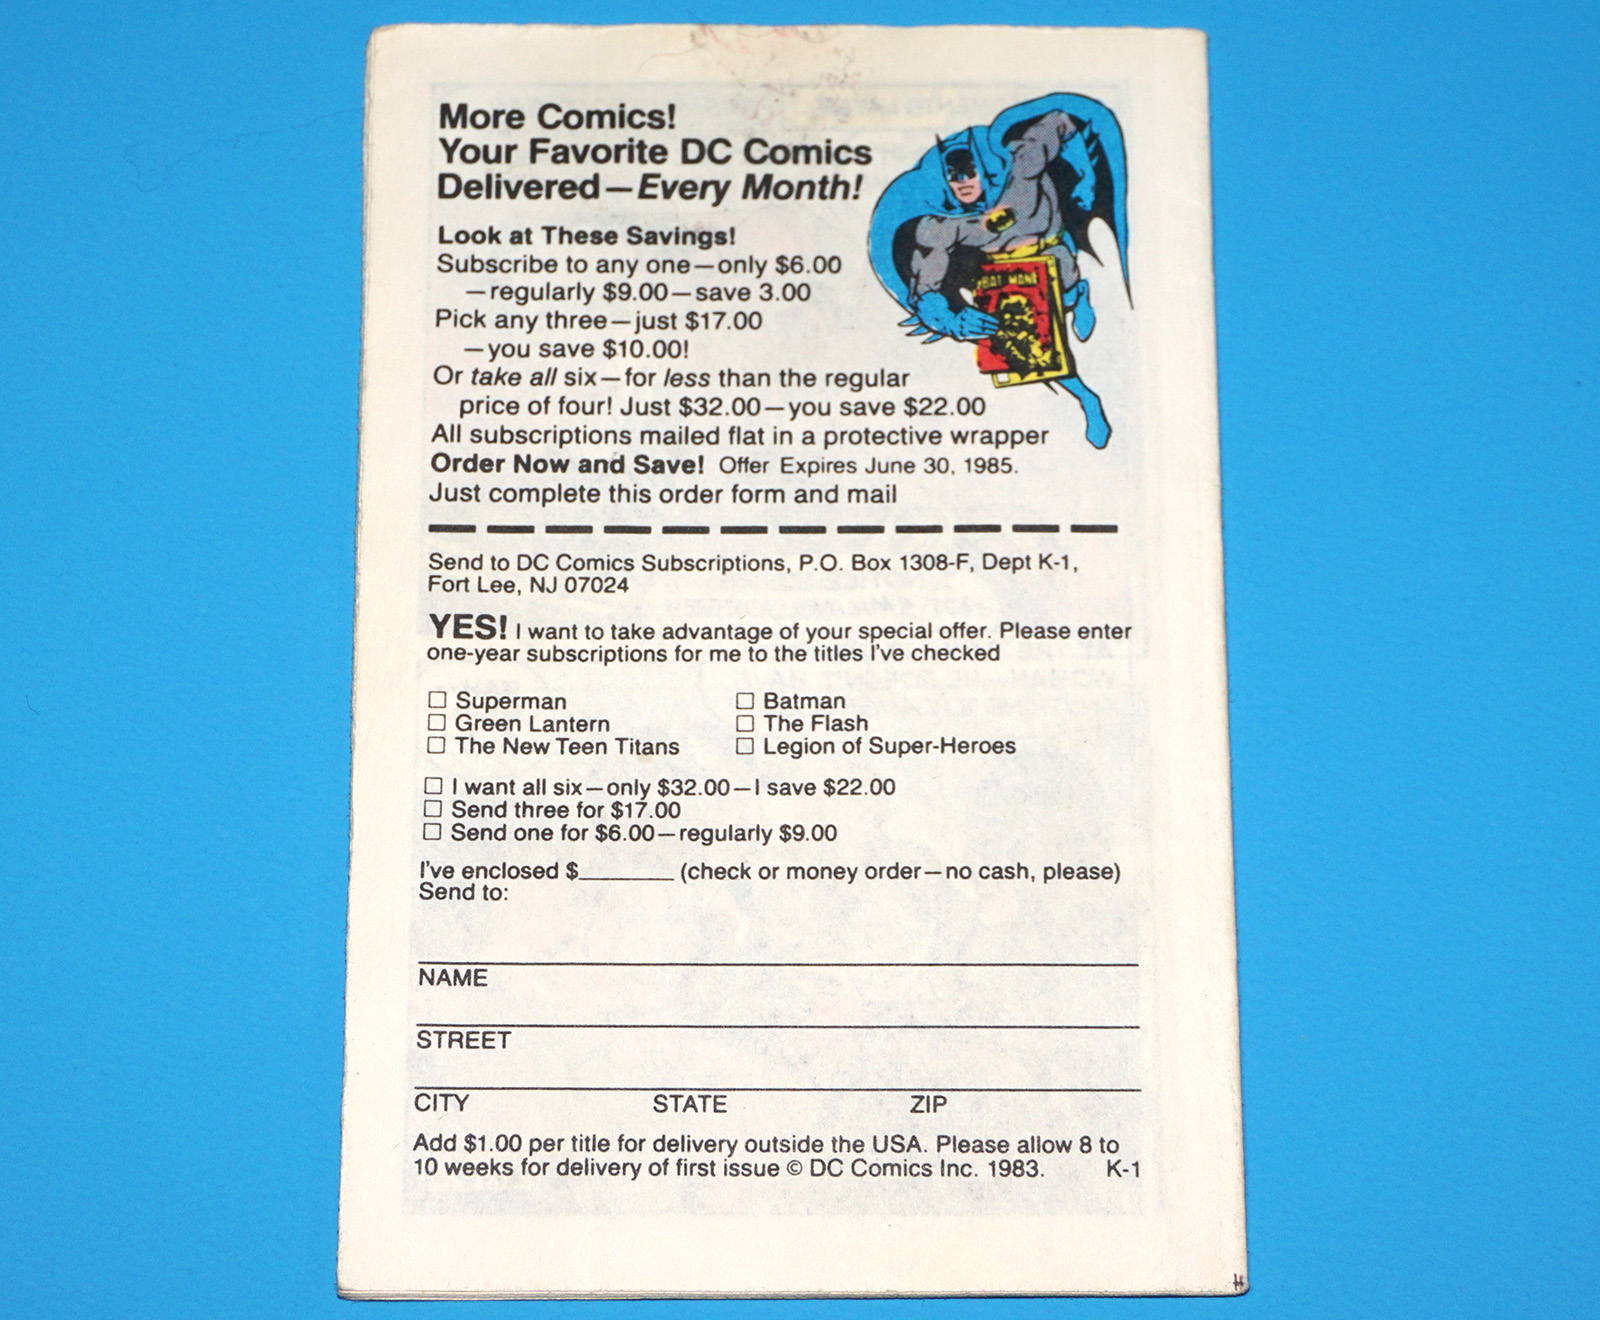 More Comics!
Your Favorite DC Comics
Delivered—Every Month!
Look at These Savings!
Subscribe to any one—only $6.00
—regularly $9.00—save 3.00
Pick any three—just $17.00
—you save $10.00!
Or take all six—for less than the regular
price of four! Just $32.00—you save $22.00
All subscriptions mailed flat in a protective wrapper
Order Now and Save! Offer Expires June 30, 1985.
Just complete this order form and mail
Send to DC Comics Subscriptions, P.O. Box 1308-F, Dept K-1,
Fort Lee, NJ 07024
YES! I want to take advantage of your special offer. Please enter
one-year subscriptions for me to the titles I've checked
☐ Superman ☐ Batman
☐ Green Lantern ☐ The Flash
☐ The New Teen Titans ☐ Legion of Super-Heroes
☐ I want all six—only $32.00—I save $22.00
☐ Send three for $17.00
☐ Send one for $6.00—regularly $9.00
I've enclosed $________ (check or money order—no cash, please)
Send to:
NAME
STREET
CITY STATE ZIP
Add $1.00 per title for delivery outside the USA. Please allow 8 to
10 weeks for delivery of first issue © DC Comics Inc. 1983. K-1